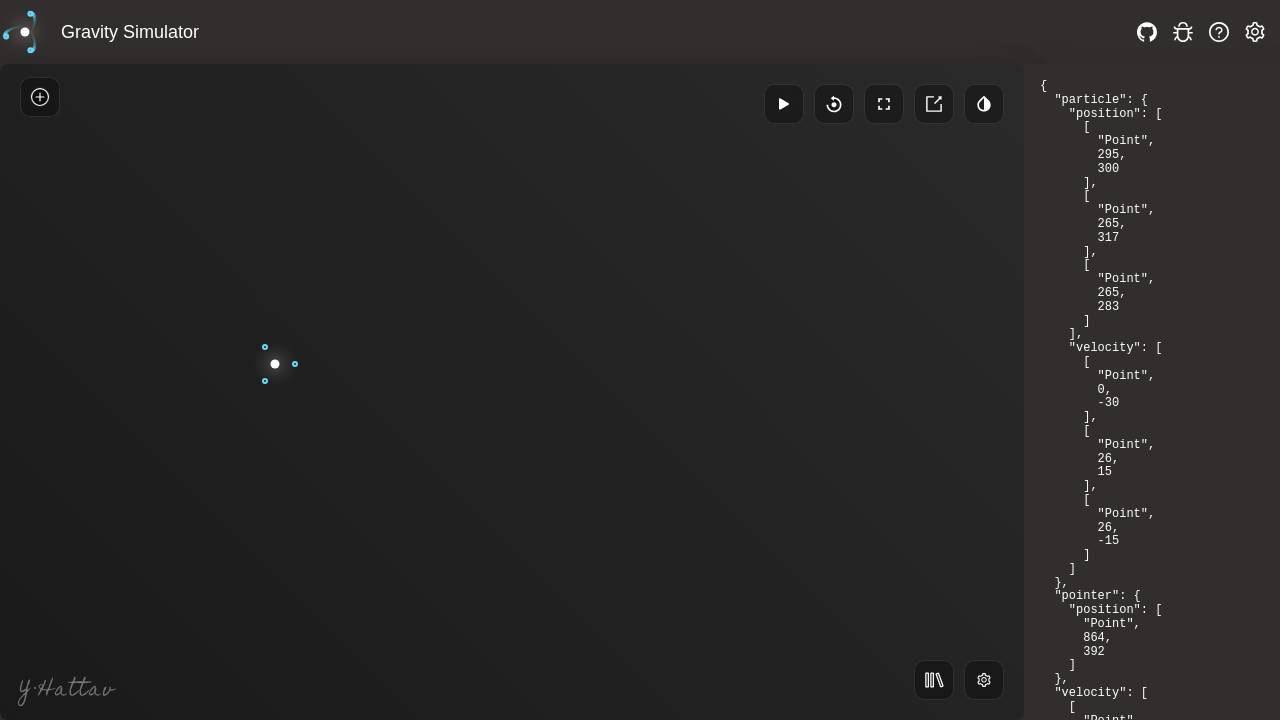 Gravity Simulator
{
  "particle": {
    "position": [
      [
        "Point",
        295,
        300
      ],
      [
        "Point",
        265,
        317
      ],
      [
        "Point",
        265,
        283
      ]
    ],
    "velocity": [
      [
        "Point",
        0,
        -30
      ],
      [
        "Point",
        26,
        15
      ],
      [
        "Point",
        26,
        -15
      ]
    ]
  },
  "pointer": {
    "position": [
      "Point",
      864,
      392
    ]
  },
  "velocity": [
    [
      "Point",
Y·Hattav